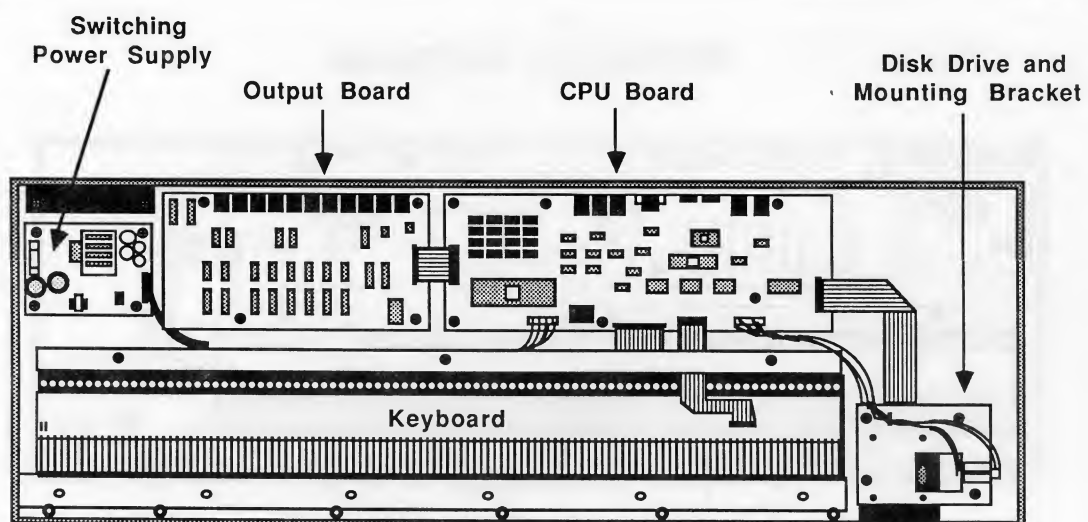 Switching
Power Supply
Output Board
CPU Board
Disk Drive and
Mounting Bracket
Keyboard